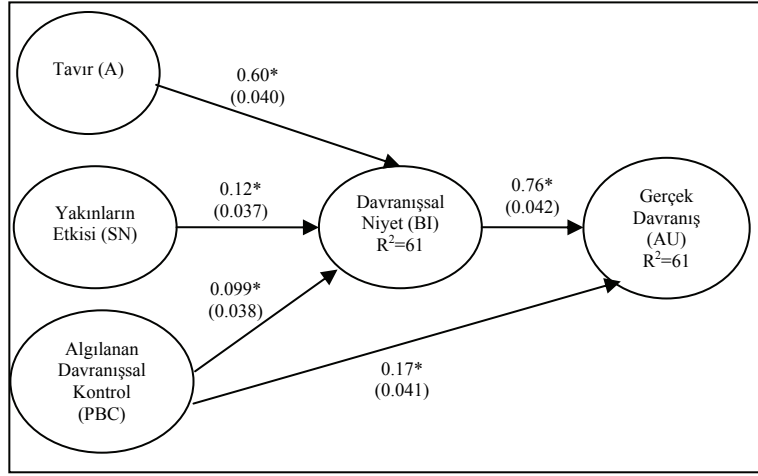 Tavır (A)
0.60*
(0.040)
Yakınların
Etkisi (SN)
0.12*
(0.037)
Davranışsal
Niyet (BI)
R²=61
0.76*
(0.042)
Gerçek
Davranış
(AU)
R²=61
0.099*
(0.038)
Algılanan
Davranışsal
Kontrol
(PBC)
0.17*
(0.041)